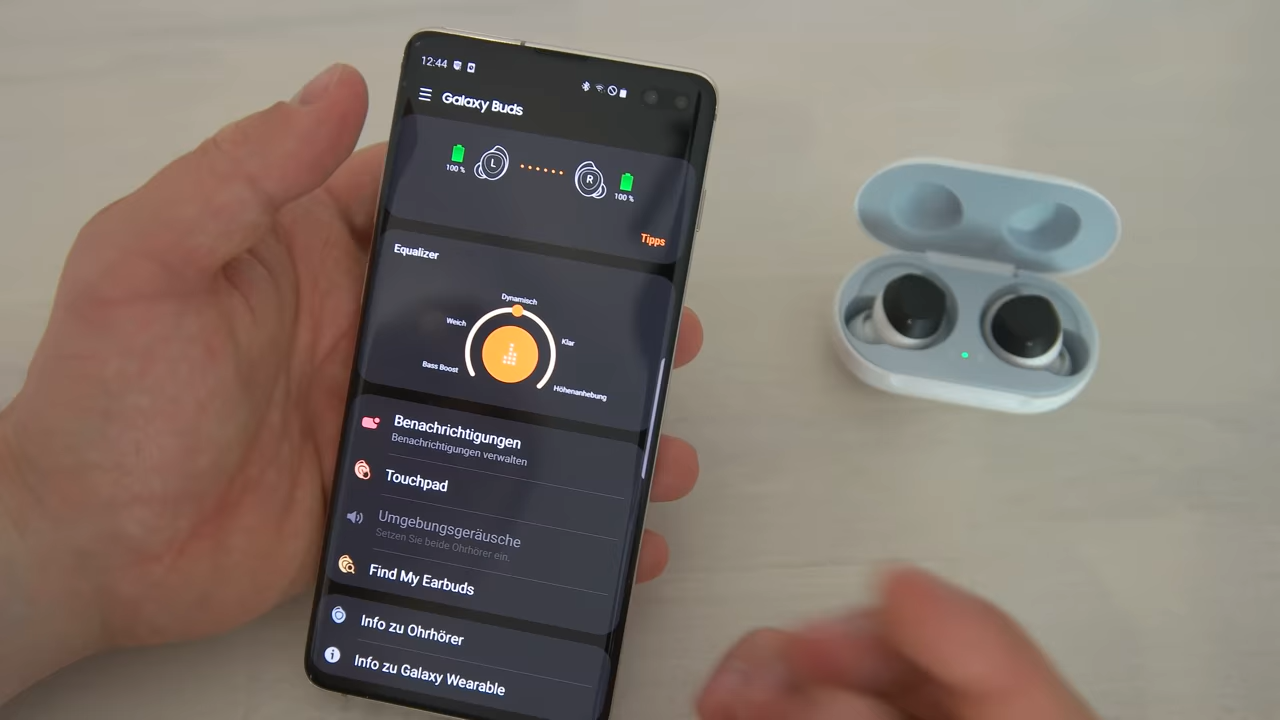 12:44
Galaxy Buds
L
R
100 %
100 %
Tipps
Equalizer
Dynamisch
Weich
Klar
Bass Boost
Höhenanhebung
Benachrichtigungen
Benachrichtigungen verwalten
Touchpad
Umgebungsgeräusche
Setzen Sie beide Ohrhörer ein.
Find My Earbuds
Info zu Ohrhörer
Info zu Galaxy Wearable